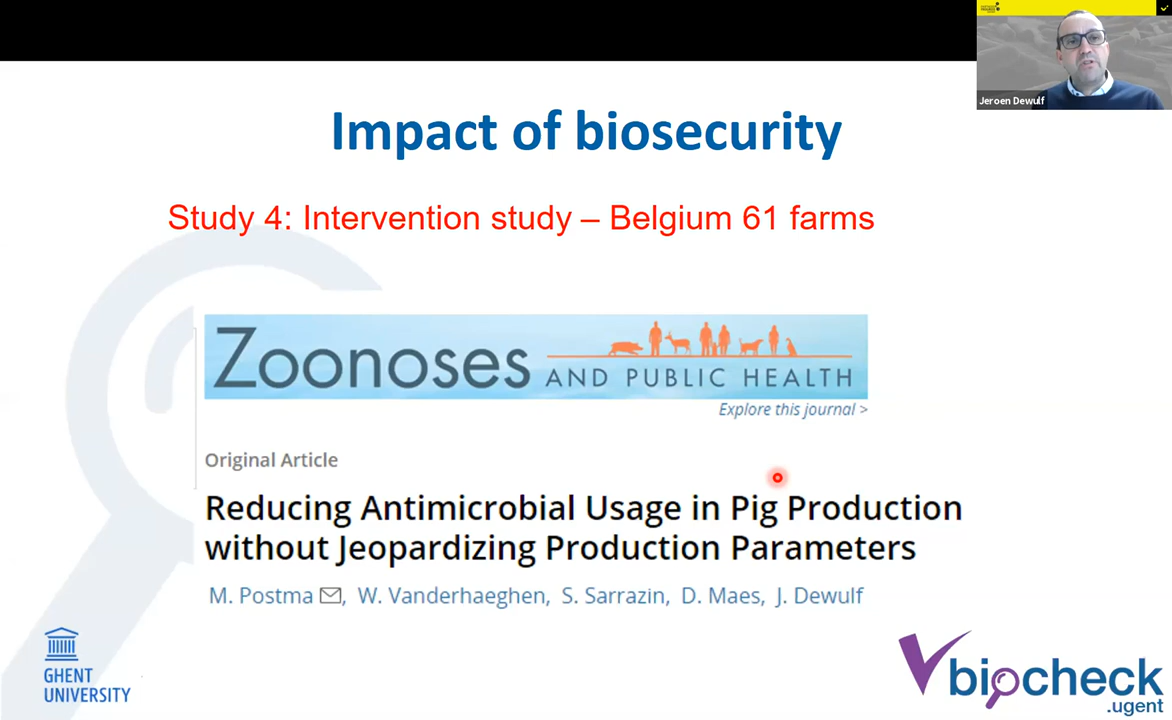 Jeroen Dewulf
Impact of biosecurity
Study 4: Intervention study – Belgium 61 farms
Zoonoses
AND PUBLIC HEALTH
Explore this journal >
Original Article
Reducing Antimicrobial Usage in Pig Production
without Jeopardizing Production Parameters
M. Postma, W. Vanderhaeghen, S. Sarrazin, D. Maes, J. Dewulf
GHENT
UNIVERSITY
biocheck
.ugent